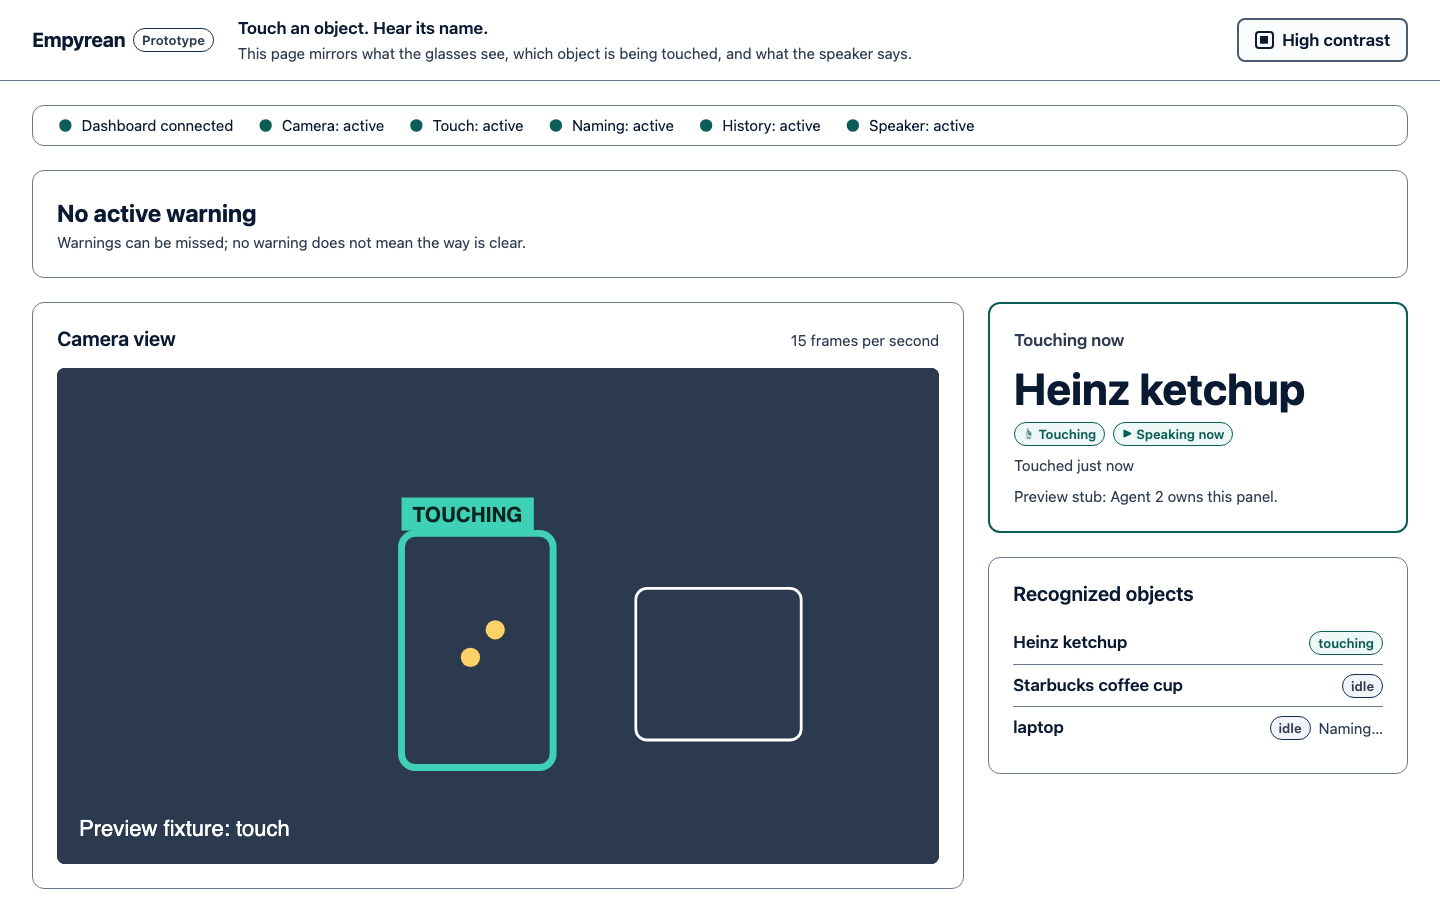 Empyrean
Prototype
Touch an object. Hear its name.
This page mirrors what the glasses see, which object is being touched, and what the speaker says.
High contrast
Dashboard connected
Camera: active
Touch: active
Naming: active
History: active
Speaker: active
No active warning
Warnings can be missed; no warning does not mean the way is clear.
Camera view
15 frames per second
TOUCHING
Preview fixture: touch
Touching now
Heinz ketchup
Touching
Speaking now
Touched just now
Preview stub: Agent 2 owns this panel.
Recognized objects
Heinz ketchup
touching
Starbucks coffee cup
idle
laptop
idle
Naming...